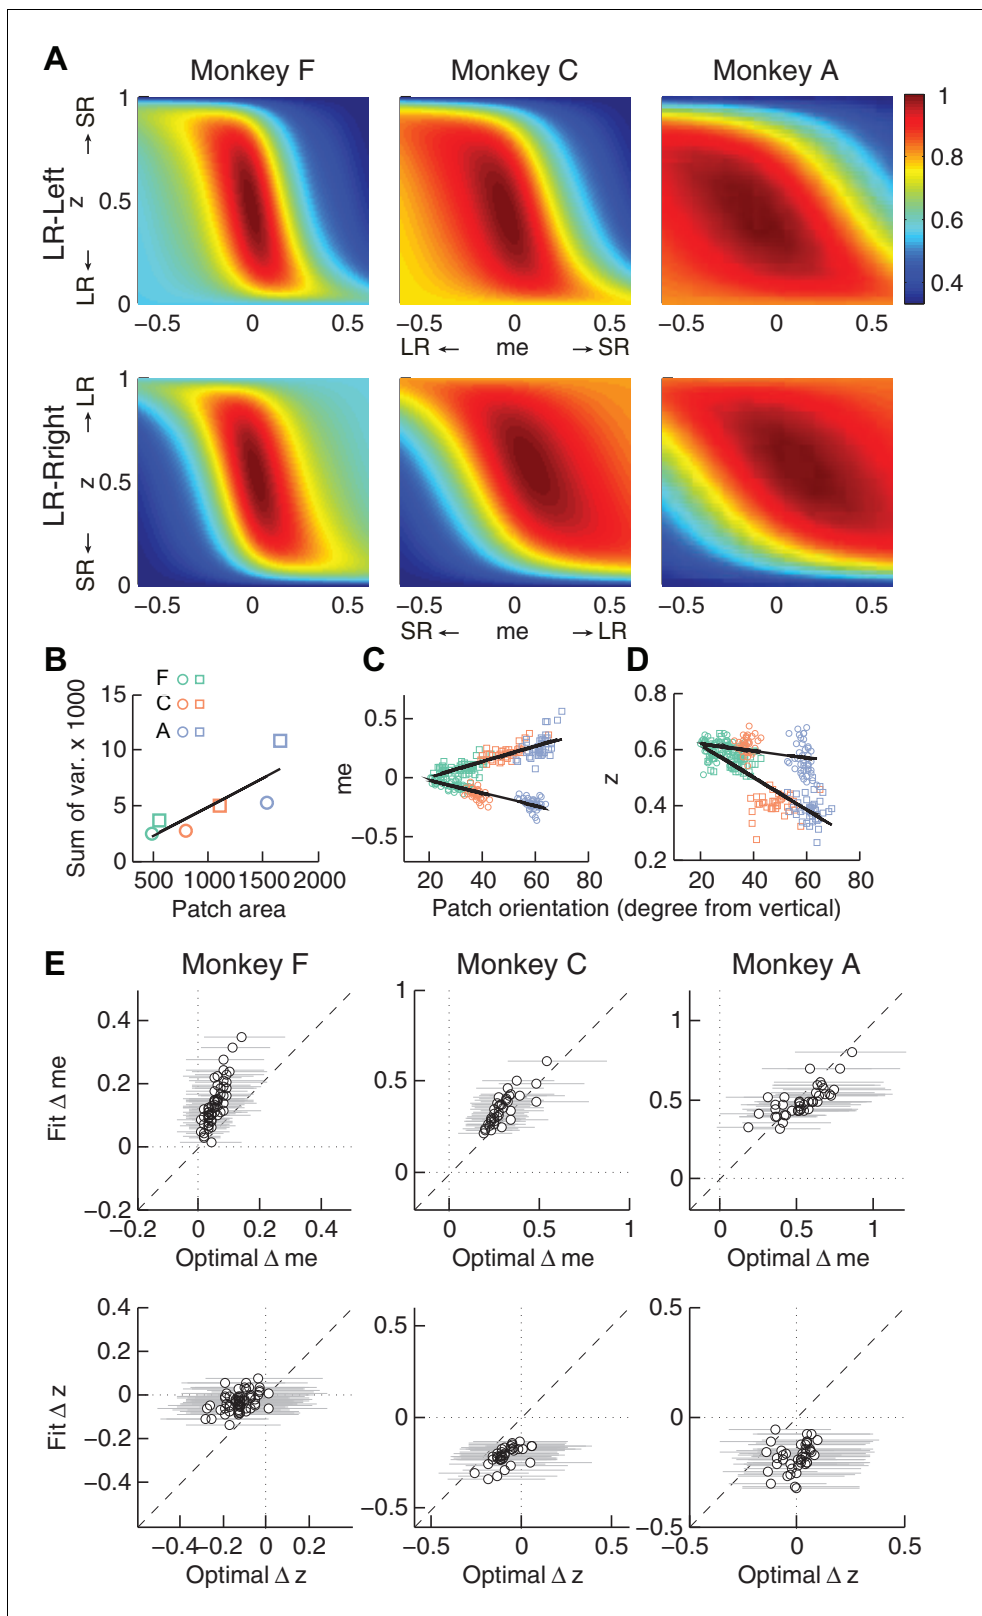 A
Monkey F Monkey C Monkey A
LR-Left
z
LR ← → SR
1
0.5
0
−0.5 0 0.5
−0.5 0 0.5
−0.5 0 0.5
LR ← me → SR
1
0.8
0.6
0.4
LR-Rright
z
SR ← → LR
1
0.5
0
−0.5 0 0.5
−0.5 0 0.5
−0.5 0 0.5
SR ← me → LR
B
Sum of var. x 1000
15
10
5
0
F
C
A
500 1000 1500 2000
Patch area
C
me
0.5
0
−0.5
20 40 60 80
D
z
0.8
0.6
0.4
0.2
20 40 60 80
Patch orientation (degree from vertical)
E
Monkey F Monkey C Monkey A
Fit Δ me
0.4
0.2
0
−0.2
−0.2 0 0.2 0.4
Optimal Δ me
1
0.5
0
0 0.5 1
Optimal Δ me
1
0.5
0
0 0.5 1
Optimal Δ me
Fit Δ z
0.4
0.2
0
−0.2
−0.4
−0.4 −0.2 0 0.2
Optimal Δ z
0.5
0
−0.5
−0.5 0 0.5
Optimal Δ z
0.5
0
−0.5
−0.5 0 0.5
Optimal Δ z